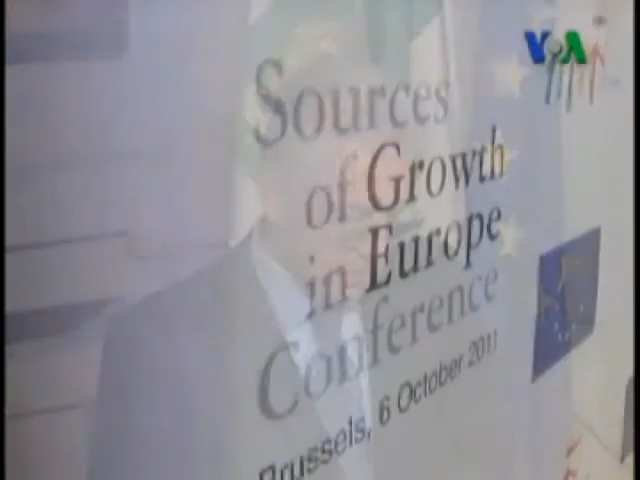 VOA
Sources
of Growth
in Europe
Conference
Brussels, 6 October 2011